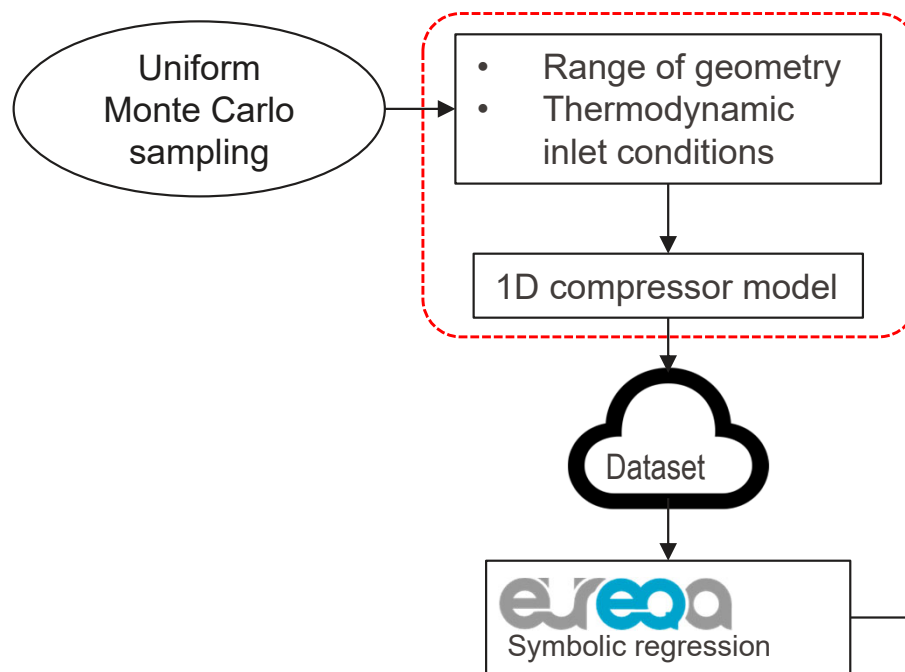 Uniform
Monte Carlo
sampling
• Range of geometry
• Thermodynamic
inlet conditions
1D compressor model
Dataset
eureqa
Symbolic regression